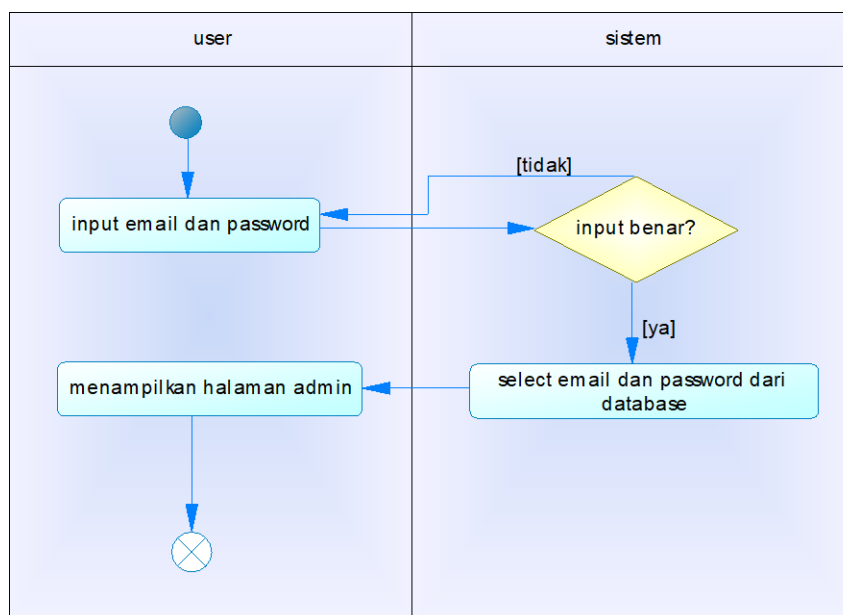 user
sistem
[tidak]
input email dan password
input benar?
[ya]
menampilkan halaman admin
select email dan password dari
database